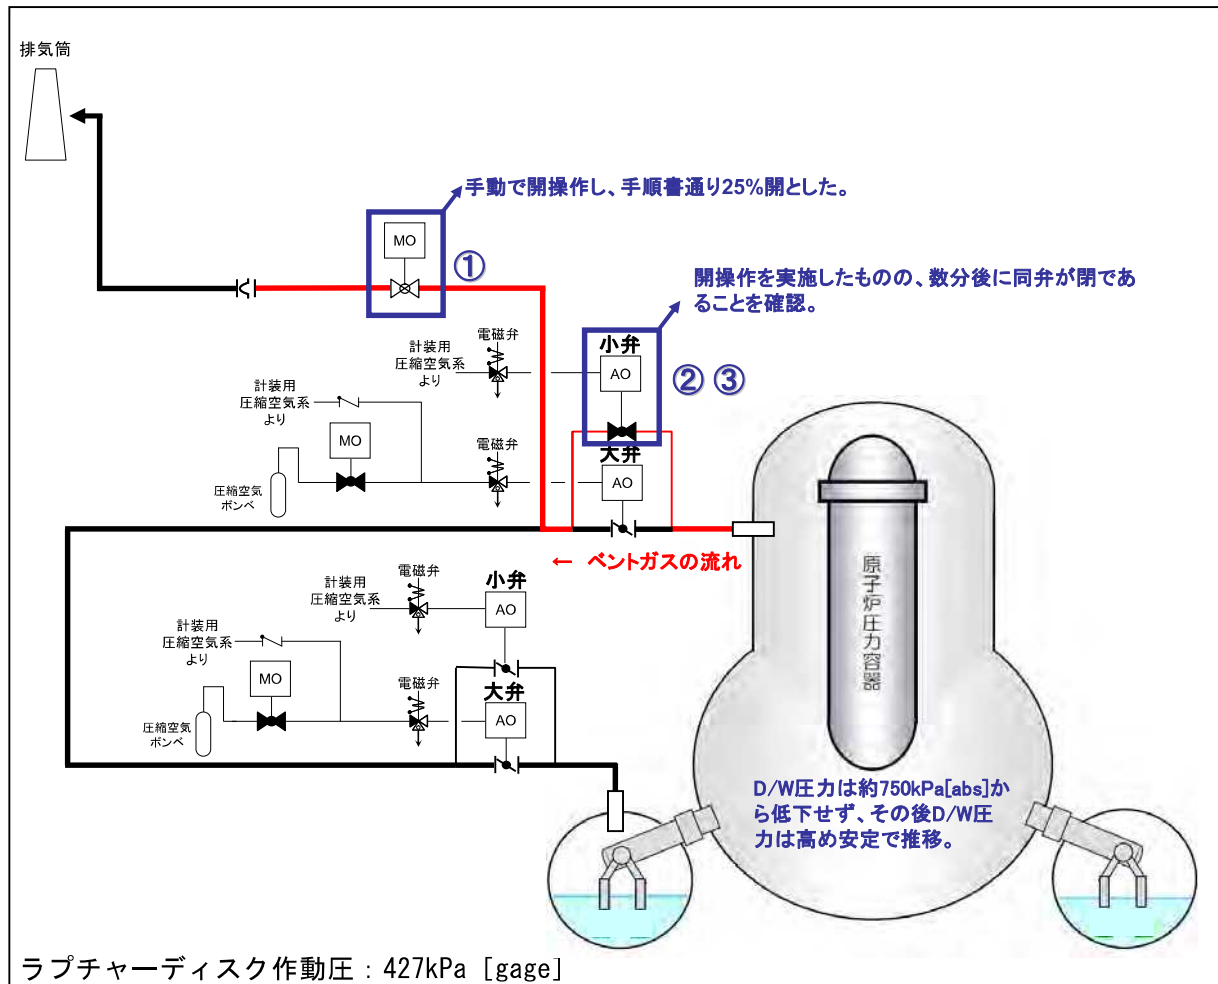 排気筒
手動で開操作し、手順書通り25%開とした。
MO
①
開操作を実施したものの、数分後に同弁が閉であ
ることを確認。
電磁弁
小弁
計装用
圧縮空気系
より
AO
② ③
計装用
圧縮空気系
より
MO
電磁弁
大弁
AO
圧縮空気
ボンベ
← ベントガスの流れ
原子炉圧力容器
電磁弁
小弁
計装用
圧縮空気系
より
AO
計装用
圧縮空気系
より
MO
電磁弁
大弁
AO
圧縮空気
ボンベ
D/W圧力は約750kPa[abs]か
ら低下せず、その後D/W圧
力は高め安定で推移。
ラプチャーディスク作動圧：427kPa [gage]